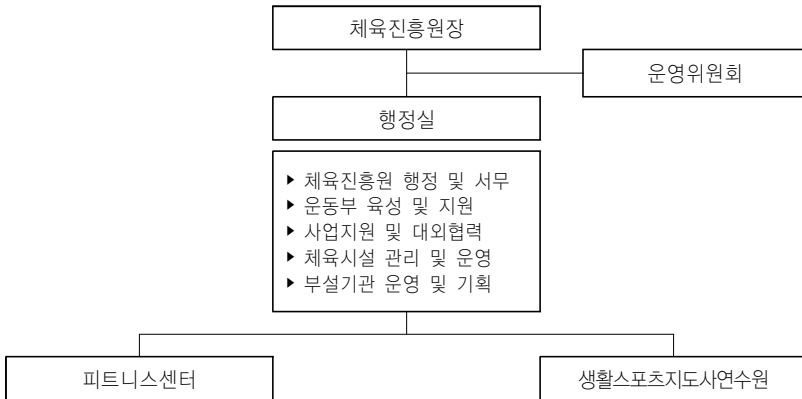 체육진흥원장
운영위원회
행정실
▶ 체육진흥원 행정 및 서무
▶ 운동부 육성 및 지원
▶ 사업지원 및 대외협력
▶ 체육시설 관리 및 운영
▶ 부설기관 운영 및 기획
피트니스센터
생활스포츠지도사연수원